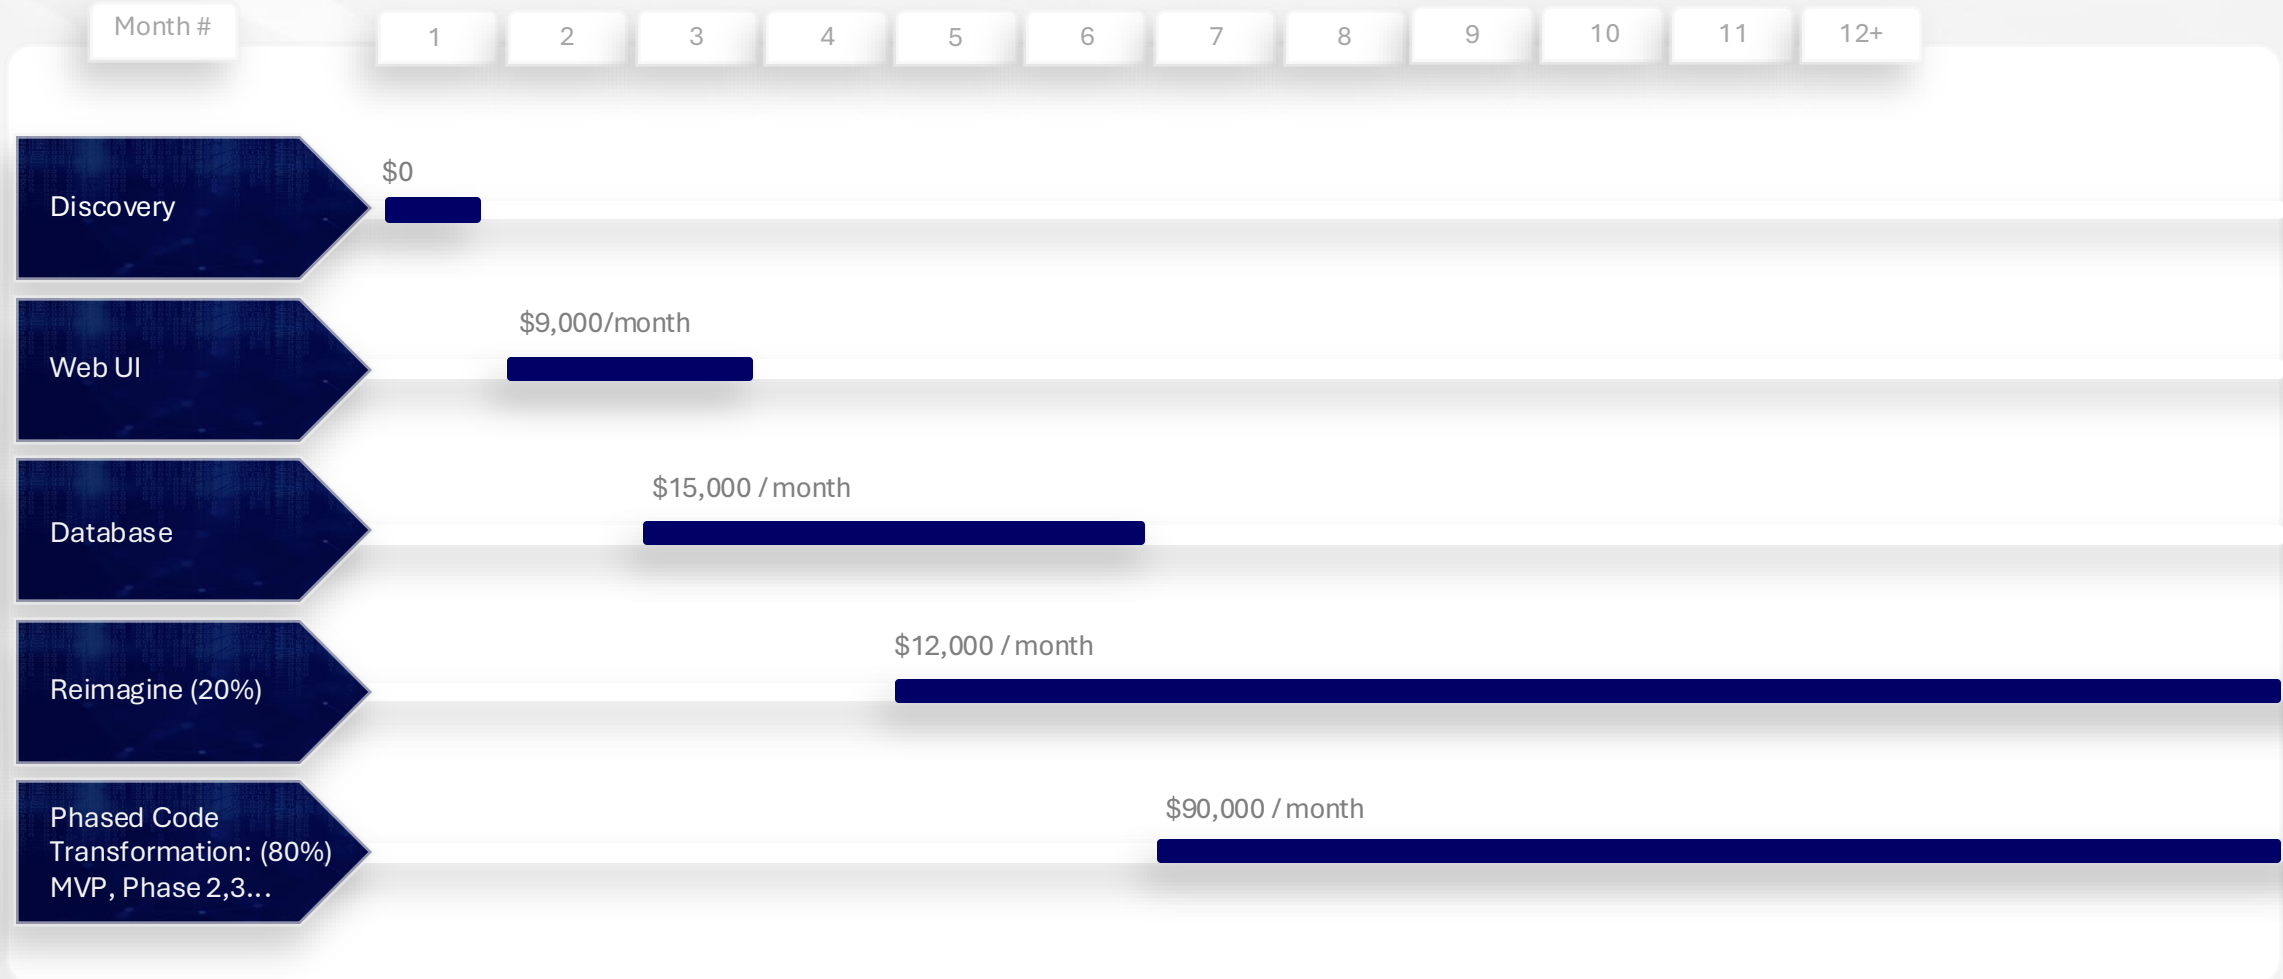 Month #
1
2
3
4
5
6
7
8
9
10
11
12+
$0
Discovery
$9,000/month
Web UI
$15,000 / month
Database
$12,000 / month
Reimagine (20%)
$90,000 / month
Phased Code
Transformation: (80%)
MVP, Phase 2,3...